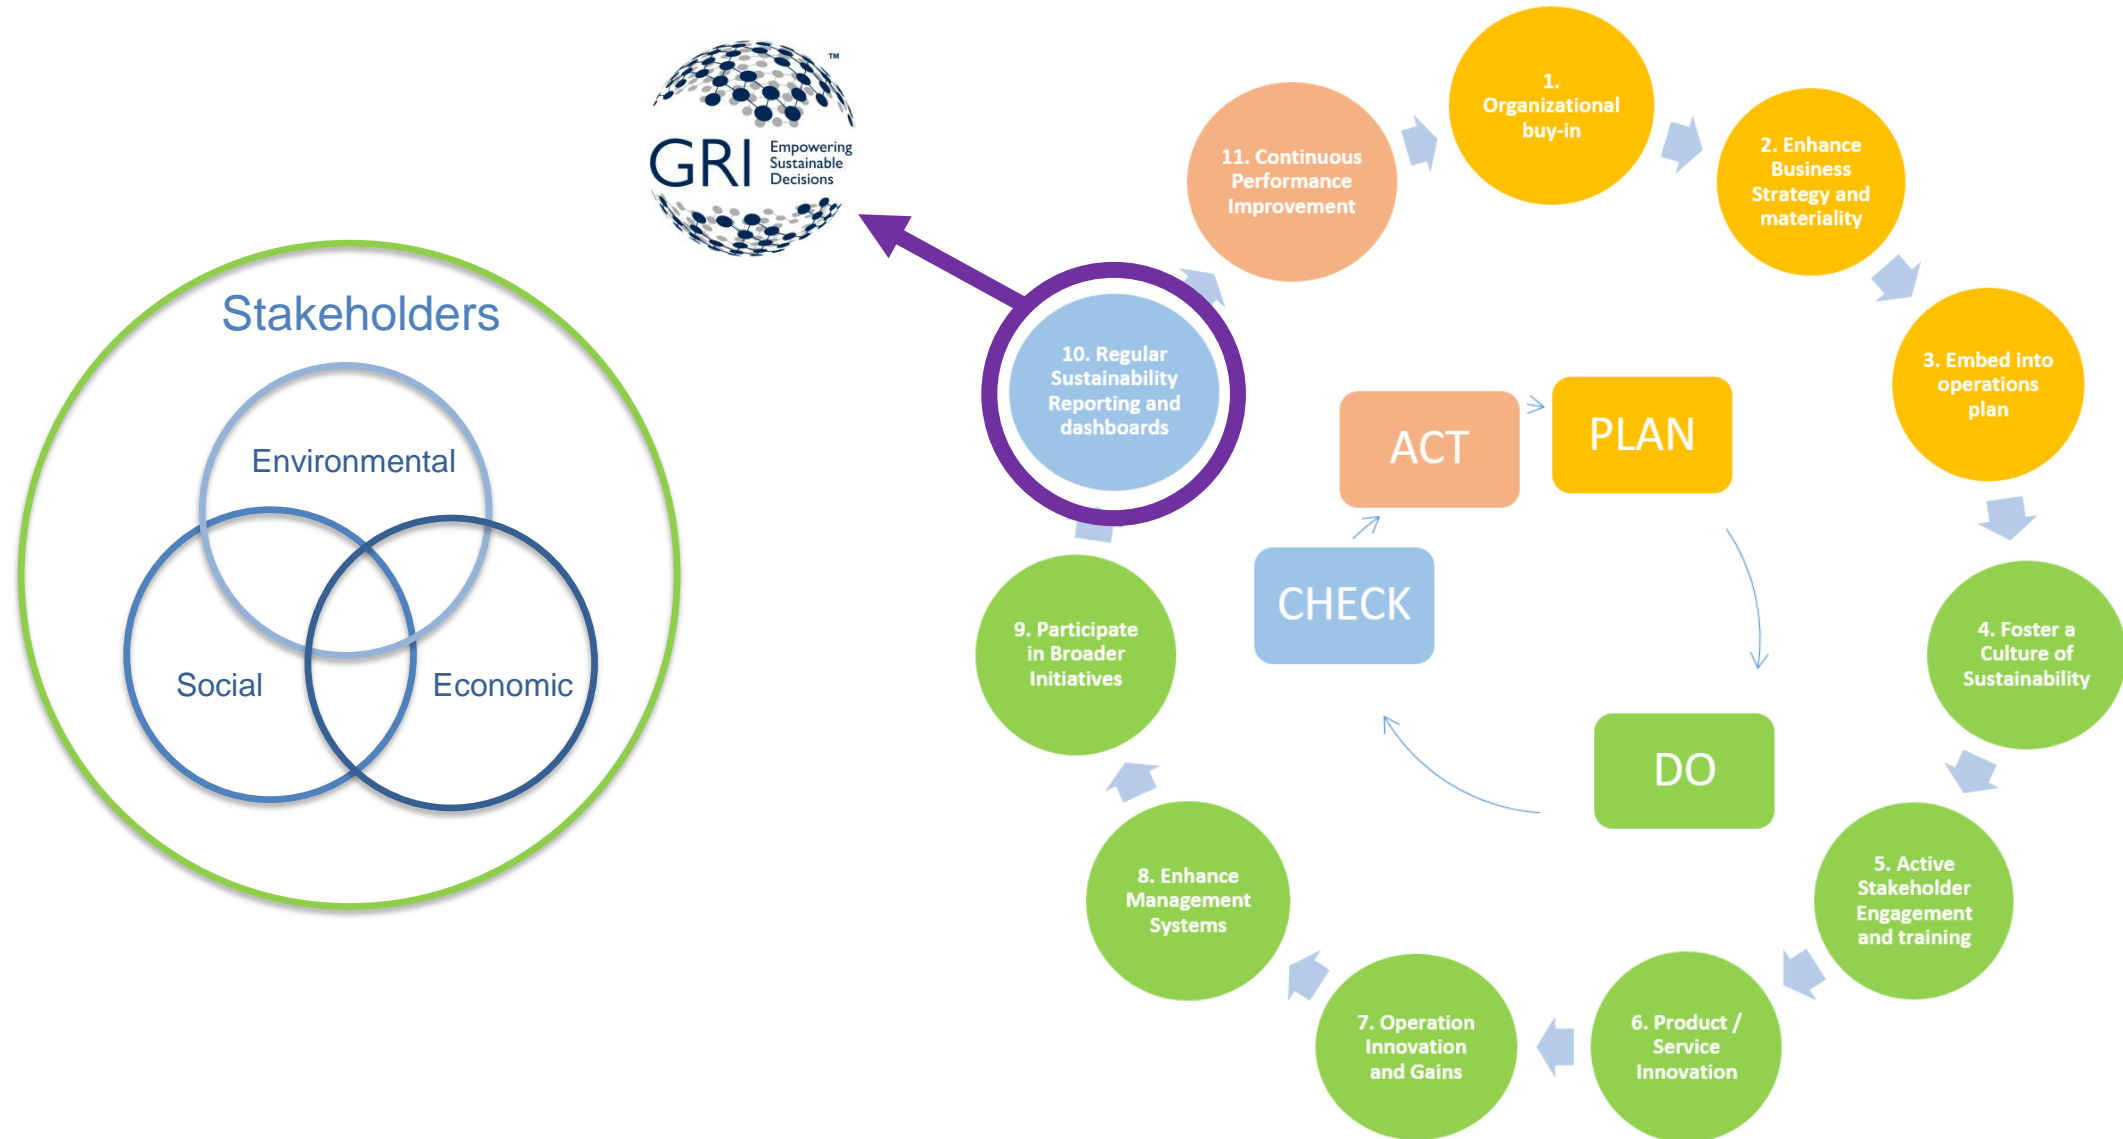 ™
GRI
Empowering
Sustainable
Decisions
Stakeholders
Environmental
Social
Economic
1.
Organizational
buy-in
2. Enhance
Business
Strategy and
materiality
3. Embed into
operations
plan
4. Foster a
Culture of
Sustainability
5. Active
Stakeholder
Engagement
and training
6. Product /
Service
Innovation
7. Operation
Innovation
and Gains
8. Enhance
Management
Systems
9. Participate
in Broader
Initiatives
10. Regular
Sustainability
Reporting and
dashboards
11. Continuous
Performance
Improvement
ACT
PLAN
CHECK
DO